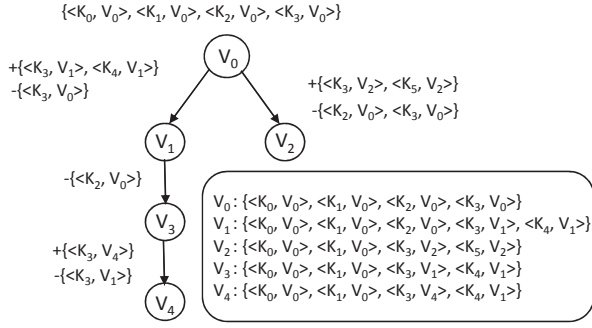 {<K₀, V₀>, <K₁, V₀>, <K₂, V₀>, <K₃, V₀>}
V₀
+{<K₃, V₁>, <K₄, V₁>}
-{<K₃, V₀>}
+{<K₃, V₂>, <K₅, V₂>}
-{<K₂, V₀>, <K₃, V₀>}
V₁
V₂
-{<K₂, V₀>}
V₃
+{<K₃, V₄>}
-{<K₃, V₁>}
V₄
V₀: {<K₀, V₀>, <K₁, V₀>, <K₂, V₀>, <K₃, V₀>}
V₁: {<K₀, V₀>, <K₁, V₀>, <K₂, V₀>, <K₃, V₁>, <K₄, V₁>}
V₂: {<K₀, V₀>, <K₁, V₀>, <K₃, V₂>, <K₅, V₂>}
V₃: {<K₀, V₀>, <K₁, V₀>, <K₃, V₁>, <K₄, V₁>}
V₄: {<K₀, V₀>, <K₁, V₀>, <K₃, V₄>, <K₄, V₁>}